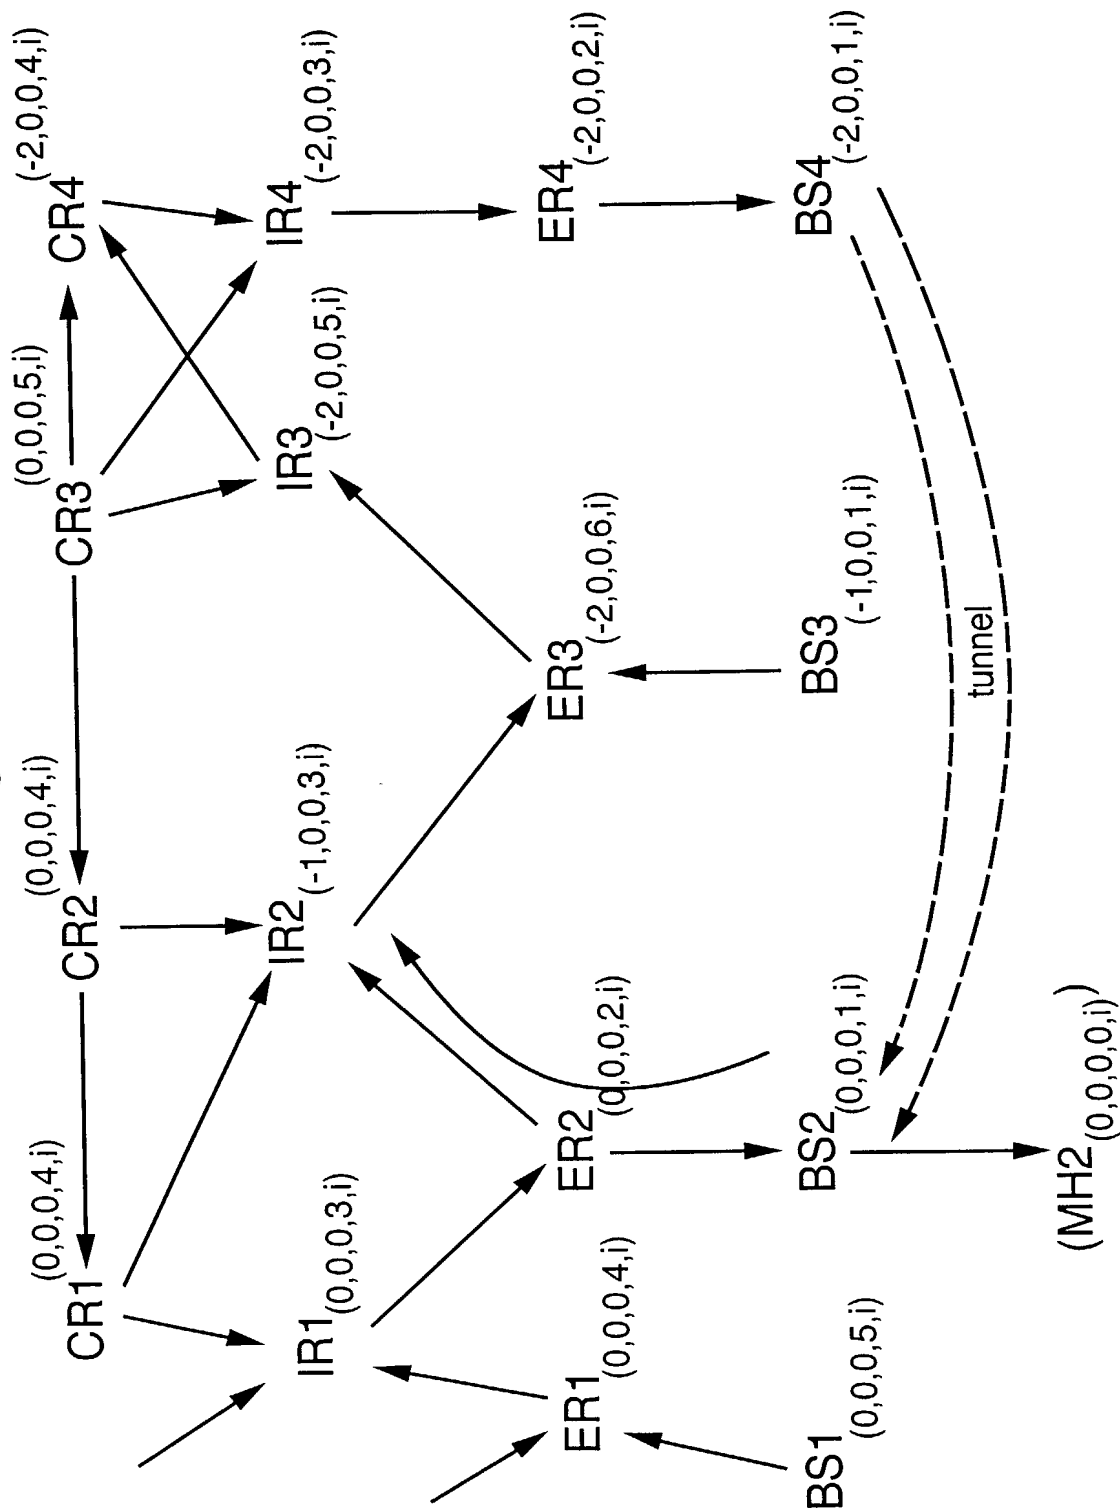 CR1 (0,0,0,4,i)
CR2 (0,0,0,4,i)
CR3 (0,0,0,5,i)
CR4 (-2,0,0,4,i)
IR1 (0,0,0,3,i)
IR2 (-1,0,0,3,i)
IR3 (-2,0,0,5,i)
IR4 (-2,0,0,3,i)
ER1 (0,0,0,4,i)
ER2 (0,0,0,2,i)
ER3 (-2,0,0,6,i)
ER4 (-2,0,0,2,i)
BS1 (0,0,0,5,i)
BS2 (0,0,0,1,i)
BS3 (-1,0,0,1,i)
BS4 (-2,0,0,1,i)
tunnel
(MH2 (0,0,0,0,i))